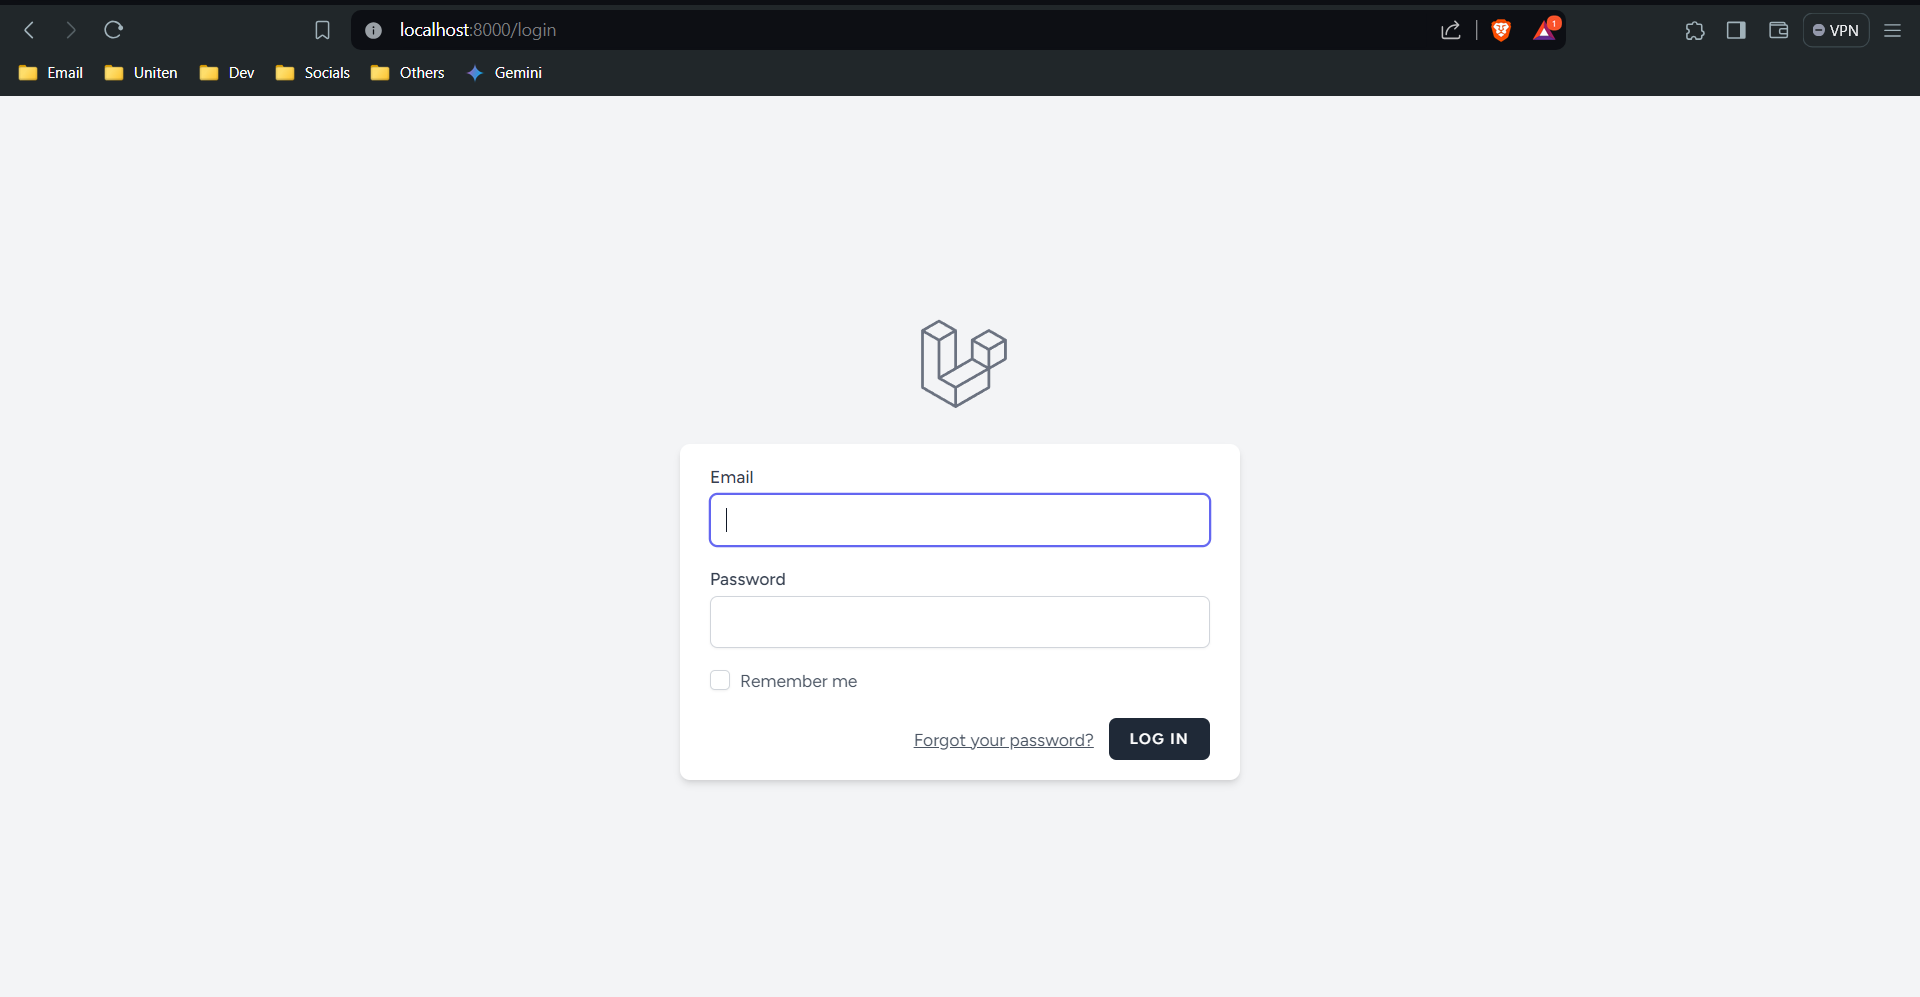 localhost:8000/login
1
VPN
Email
Uniten
Dev
Socials
Others
Gemini
Email
Password
Remember me
Forgot your password?
LOG IN